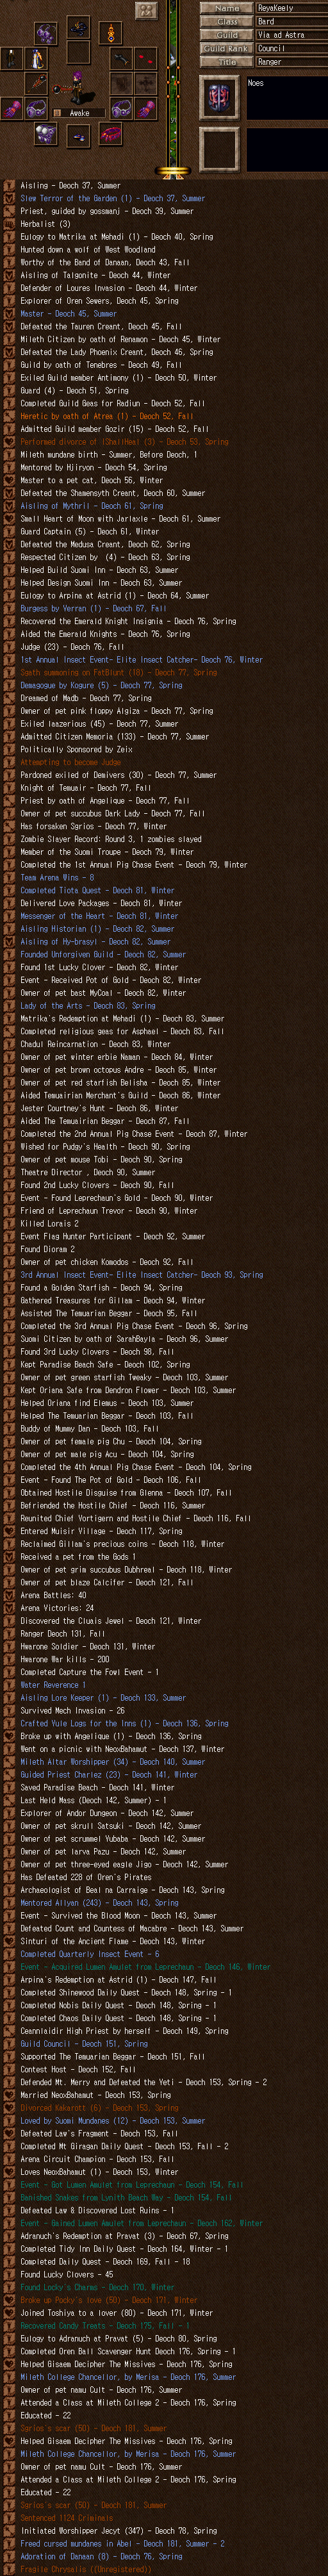 Name
ReyaKeely
Class
Bard
Guild
Via ad Astra
Guild Rank
Council
Title
Ranger
Noes
Awake
Aisling - Deoch 37, Summer
Slew Terror of the Garden (1) - Deoch 37, Summer
Priest, guided by gossmanj - Deoch 39, Summer
Herbalist (3)
Eulogy to Matrika at Mehadi (1) - Deoch 40, Spring
Hunted down a wolf of West Woodland
Worthy of the Band of Danaan, Deoch 43, Fall
Aisling of Talgonite - Deoch 44, Winter
Defender of Loures Invasion - Deoch 44, Winter
Explorer of Oren Sewers, Deoch 45, Spring
Master - Deoch 45, Summer
Defeated the Tauren Creant, Deoch 45, Fall
Mileth Citizen by oath of Renamon - Deoch 45, Winter
Defeated the Lady Phoenix Creant, Deoch 46, Spring
Guild by oath of Tenebres - Deoch 49, Fall
Exiled Guild member Antimony (1) - Deoch 50, Winter
Guard (4) - Deoch 51, Spring
Completed Guild Geas for Radiun - Deoch 52, Fall
Heretic by oath of Atrea (1) - Deoch 52, Fall
Admitted Guild member Gozir (15) - Deoch 52, Fall
Performed divorce of IShallHeal (3) - Deoch 53, Spring
Mileth mundane birth - Summer, Before Deoch, 1
Mentored by Hjiryon - Deoch 54, Spring
Master to a pet cat, Deoch 56, Winter
Defeated the Shamensyth Creant, Deoch 60, Summer
Aisling of Mythril - Deoch 61, Spring
Small Heart of Moon with Jarlaxle - Deoch 61, Summer
Guard Captain (5) - Deoch 61, Winter
Defeated the Medusa Creant, Deoch 62, Spring
Respected Citizen by  (4) - Deoch 63, Spring
Helped Build Suomi Inn - Deoch 63, Summer
Helped Design Suomi Inn - Deoch 63, Summer
Eulogy to Arpina at Astrid (1) - Deoch 64, Summer
Burgess by Verran (1) - Deoch 67, Fall
Recovered the Emerald Knight Insignia - Deoch 76, Spring
Aided the Emerald Knights - Deoch 76, Spring
Judge (23) - Deoch 76, Fall
1st Annual Insect Event- Elite Insect Catcher- Deoch 76, Winter
Sgath summoning on FatBlunt (10) - Deoch 77, Spring
Demagogue by Kogure (5) - Deoch 77, Spring
Dreamed of Madb - Deoch 77, Spring
Owner of pet pink floppy Algiza - Deoch 77, Spring
Exiled laazerious (45) - Deoch 77, Summer
Admitted Citizen Memoria (133) - Deoch 77, Summer
Politically Sponsored by Zeix
Attempting to become Judge
Pardoned exiled of Demivers (30) - Deoch 77, Summer
Knight of Temuair - Deoch 77, Fall
Priest by oath of Angelique - Deoch 77, Fall
Owner of pet succubus Dark Lady - Deoch 77, Fall
Has forsaken Sgrios - Deoch 77, Winter
Zombie Slayer Record: Round 3, 1 zombies slayed
Member of the Suomi Troupe - Deoch 79, Winter
Completed the 1st Annual Pig Chase Event - Deoch 79, Winter
Team Arena Wins - 8
Completed Tiota Quest - Deoch 81, Winter
Delivered Love Packages - Deoch 81, Winter
Messenger of the Heart - Deoch 81, Winter
Aisling Historian (1) - Deoch 82, Summer
Aisling of Hy-brasyl - Deoch 82, Summer
Founded Unforgiven Guild - Deoch 82, Summer
Found 1st Lucky Clover - Deoch 82, Winter
Event - Received Pot of Gold - Deoch 82, Winter
Owner of pet bast MyCoal - Deoch 82, Winter
Lady of the Arts - Deoch 83, Spring
Matrika's Redemption at Mehadi (1) - Deoch 83, Summer
Completed religious geas for Asphael - Deoch 83, Fall
Chadul Reincarnation - Deoch 83, Winter
Owner of pet winter erbie Naman - Deoch 84, Winter
Owner of pet brown octopus Andre - Deoch 85, Winter
Owner of pet red starfish Belisha - Deoch 85, Winter
Aided Temuairian Merchant's Guild - Deoch 86, Winter
Jester Courtney's Hunt - Deoch 86, Winter
Aided The Temuairian Beggar - Deoch 87, Fall
Completed the 2nd Annual Pig Chase Event - Deoch 87, Winter
Wished for Pudgy's Health - Deoch 90, Spring
Owner of pet mouse Tobi - Deoch 90, Spring
Theatre Director , Deoch 90, Summer
Found 2nd Lucky Clovers - Deoch 90, Fall
Event - Found Leprechaun's Gold - Deoch 90, Winter
Friend of Leprechaun Trevor - Deoch 90, Winter
Killed Lorais 2
Event Flag Hunter Participant - Deoch 92, Summer
Found Dioram 2
Owner of pet chicken Komodos - Deoch 92, Fall
3rd Annual Insect Event- Elite Insect Catcher- Deoch 93, Spring
Found a Golden Starfish - Deoch 94, Spring
Gathered Treasures for Gillam - Deoch 94, Winter
Assisted The Temuarian Beggar - Deoch 95, Fall
Completed the 3rd Annual Pig Chase Event - Deoch 96, Spring
Suomi Citizen by oath of SarahBayla - Deoch 96, Summer
Found 3rd Lucky Clovers - Deoch 98, Fall
Kept Paradise Beach Safe - Deoch 102, Spring
Owner of pet green starfish Tweaky - Deoch 103, Summer
Kept Oriana Safe from Dendron Flower - Deoch 103, Summer
Helped Oriana find Elemus - Deoch 103, Summer
Helped The Temuarian Beggar - Deoch 103, Fall
Buddy of Mummy Dan - Deoch 103, Fall
Owner of pet female pig Chu - Deoch 104, Spring
Owner of pet male pig Acu - Deoch 104, Spring
Completed the 4th Annual Pig Chase Event - Deoch 104, Spring
Event - Found The Pot of Gold - Deoch 106, Fall
Obtained Hostile Disguise from Glenna - Deoch 107, Fall
Befriended the Hostile Chief - Deoch 116, Summer
Reunited Chief Vortigern and Hostile Chief - Deoch 116, Fall
Entered Muisir Village - Deoch 117, Spring
Reclaimed Gillam's precious coins - Deoch 118, Winter
Received a pet from the Gods 1
Owner of pet grim succubus Dubhreal - Deoch 118, Winter
Owner of pet blaze Calcifer - Deoch 121, Fall
Arena Battles: 40
Arena Victories: 24
Discovered the Cluais Jewel - Deoch 121, Winter
Ranger Deoch 131, Fall
Hwarone Soldier - Deoch 131, Winter
Hwarone War kills - 200
Completed Capture the Fowl Event - 1
Water Reverence 1
Aisling Lore Keeper (1) - Deoch 133, Summer
Survived Mech Invasion - 26
Crafted Yule Logs for the Inns (1) - Deoch 136, Spring
Broke up with Angelique (1) - Deoch 136, Spring
Went on a picnic with NeoxBahamut - Deoch 137, Winter
Mileth Altar Worshipper (34) - Deoch 140, Summer
Guided Priest Charlez (23) - Deoch 141, Winter
Saved Paradise Beach - Deoch 141, Winter
Last Held Mass (Deoch 142, Summer) - 1
Explorer of Andor Dungeon - Deoch 142, Summer
Owner of pet skrull Satsuki - Deoch 142, Summer
Owner of pet scrummel Yubaba - Deoch 142, Summer
Owner of pet larva Pazu - Deoch 142, Summer
Owner of pet three-eyed eagle Jigo - Deoch 142, Summer
Has Defeated 228 of Oren's Pirates
Archaeologist of Beal na Carraige - Deoch 143, Spring
Mentored Allyan (243) - Deoch 143, Spring
Event - Survived the Blood Moon - Deoch 143, Summer
Defeated Count and Countess of Macabre - Deoch 143, Summer
Sinturi of the Ancient Flame - Deoch 143, Winter
Completed Quarterly Insect Event - 6
Event - Acquired Lumen Amulet from Leprechaun - Deoch 146, Winter
Arpina's Redemption at Astrid (1) - Deoch 147, Fall
Completed Shinewood Daily Quest - Deoch 148, Spring - 1
Completed Nobis Daily Quest - Deoch 148, Spring - 1
Completed Chaos Daily Quest - Deoch 148, Spring - 1
Ceannlaidir High Priest by herself - Deoch 149, Spring
Guild Council - Deoch 151, Spring
Supported The Temuarian Beggar - Deoch 151, Fall
Contest Host - Deoch 152, Fall
Defended Mt. Merry and Defeated the Yeti - Deoch 153, Spring - 2
Married NeoxBahamut - Deoch 153, Spring
Divorced Kakarott (6) - Deoch 153, Spring
Loved by Suomi Mundanes (12) - Deoch 153, Summer
Defeated Law's Fragment - Deoch 153, Fall
Completed Mt Giragan Daily Quest - Deoch 153, Fall - 2
Arena Circuit Champion - Deoch 153, Fall
Loves NeoxBahamut (1) - Deoch 153, Winter
Event - Got Lumen Amulet from Leprechaun - Deoch 154, Fall
Banished Snakes from Lynith Beach Way - Deoch 154, Fall
Defeated Law & Discovered Lost Ruins - 1
Event - Gained Lumen Amulet from Leprechaun - Deoch 162, Winter
Adranuch's Redemption at Pravat (3) - Deoch 67, Spring
Completed Tidy Inn Daily Quest - Deoch 164, Winter - 1
Completed Daily Quest - Deoch 169, Fall - 18
Found Lucky Clovers - 45
Found Locky's Charms - Deoch 170, Winter
Broke up Pocky's love (50) - Deoch 171, Winter
Joined Toshiya to a lover (80) - Deoch 171, Winter
Recovered Candy Treats - Deoch 175, Fall - 1
Eulogy to Adranuch at Pravat (5) - Deoch 80, Spring
Completed Oren Ball Scavenger Hunt Deoch 176, Spring - 1
Helped Gisaem Decipher The Missives - Deoch 176, Spring
Mileth College Chancellor, by Merisa - Deoch 176, Summer
Owner of pet namu Cult - Deoch 176, Summer
Attended a Class at Mileth College 2 - Deoch 176, Spring
Educated - 22
Sgrios's scar (50) - Deoch 181, Summer
Helped Gisaem Decipher The Missives - Deoch 176, Spring
Mileth College Chancellor, by Merisa - Deoch 176, Summer
Owner of pet namu Cult - Deoch 176, Summer
Attended a Class at Mileth College 2 - Deoch 176, Spring
Educated - 22
Sgrios's scar (50) - Deoch 181, Summer
Sentenced 1124 Criminals
Initiated Worshipper Jecyt (347) - Deoch 78, Spring
Freed cursed mundanes in Abel - Deoch 181, Summer - 2
Adoration of Danaan (8) - Deoch 76, Spring
Fragile Chrysalis ((Unregistered))